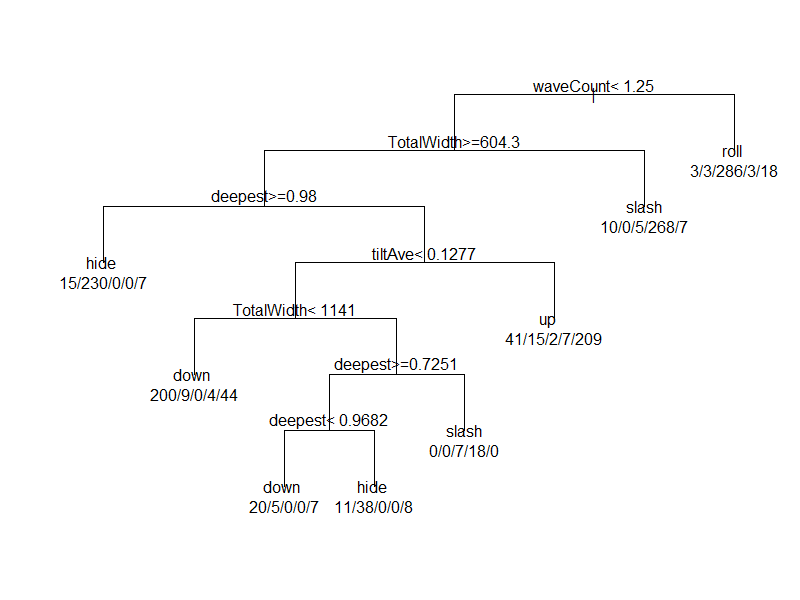 waveCount< 1.25
TotalWidth>=604.3
roll
3/3/286/3/18
deepest>=0.98
slash
10/0/5/268/7
hide
15/230/0/0/7
tiltAve< 0.1277
TotalWidth< 1141
up
41/15/2/7/209
down
200/9/0/4/44
deepest>=0.7251
deepest< 0.9682
slash
0/0/7/18/0
down
20/5/0/0/7
hide
11/38/0/0/8